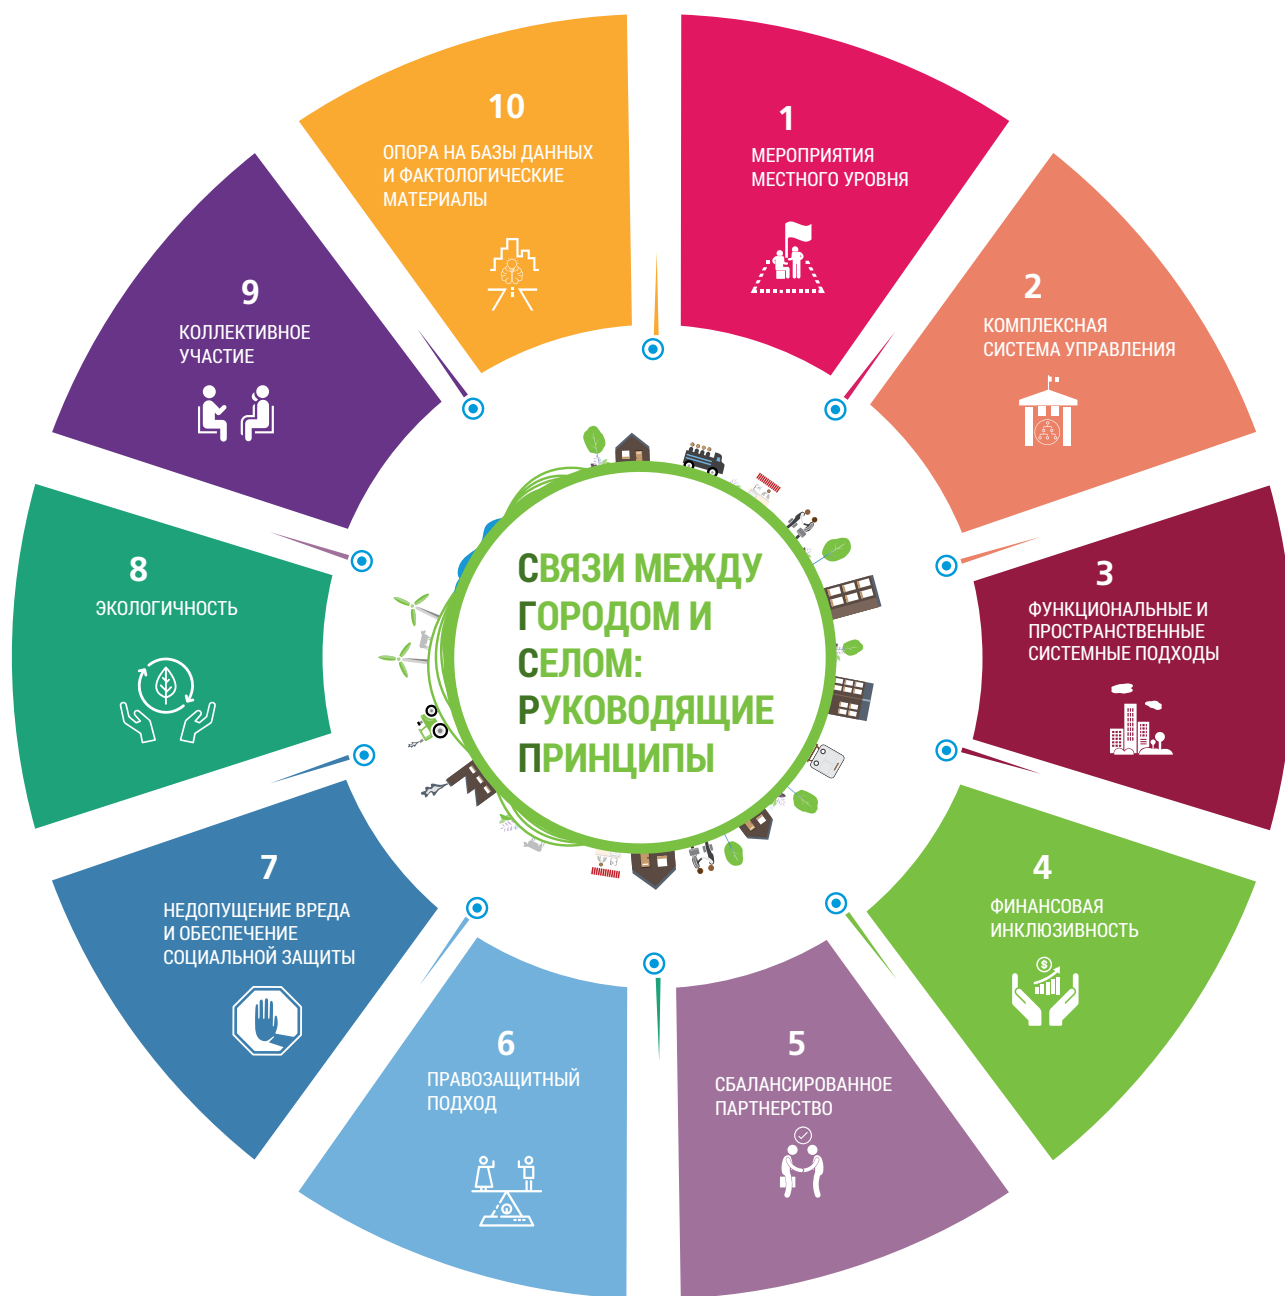 СВЯЗИ МЕЖДУ
ГОРОДОМ И
СЕЛОМ:
РУКОВОДЯЩИЕ
ПРИНЦИПЫ
1
МЕРОПРИЯТИЯ
МЕСТНОГО УРОВНЯ
2
КОМПЛЕКСНАЯ
СИСТЕМА УПРАВЛЕНИЯ
3
ФУНКЦИОНАЛЬНЫЕ И
ПРОСТРАНСТВЕННЫЕ
СИСТЕМНЫЕ ПОДХОДЫ
4
ФИНАНСОВАЯ
ИНКЛЮЗИВНОСТЬ
5
СБАЛАНСИРОВАННОЕ
ПАРТНЕРСТВО
6
ПРАВОЗАЩИТНЫЙ
ПОДХОД
7
НЕДОПУЩЕНИЕ ВРЕДА
И ОБЕСПЕЧЕНИЕ
СОЦИАЛЬНОЙ ЗАЩИТЫ
8
ЭКОЛОГИЧНОСТЬ
9
КОЛЛЕКТИВНОЕ
УЧАСТИЕ
10
ОПОРА НА БАЗЫ ДАННЫХ
И ФАКТОЛОГИЧЕСКИЕ
МАТЕРИАЛЫ
$